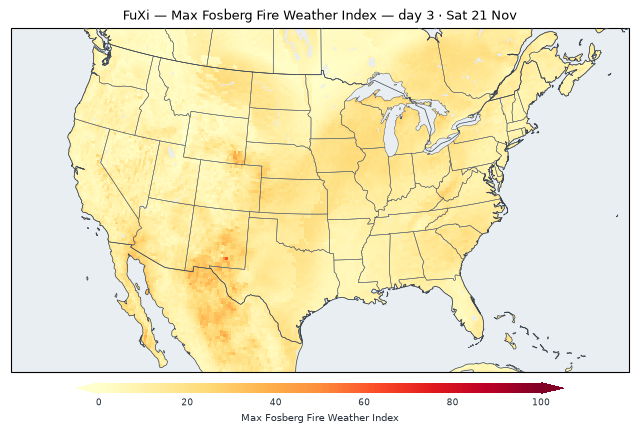 FuXi — Max Fosberg Fire Weather Index — day 3 · Sat 21 Nov
0 20 40 60 80 100
Max Fosberg Fire Weather Index